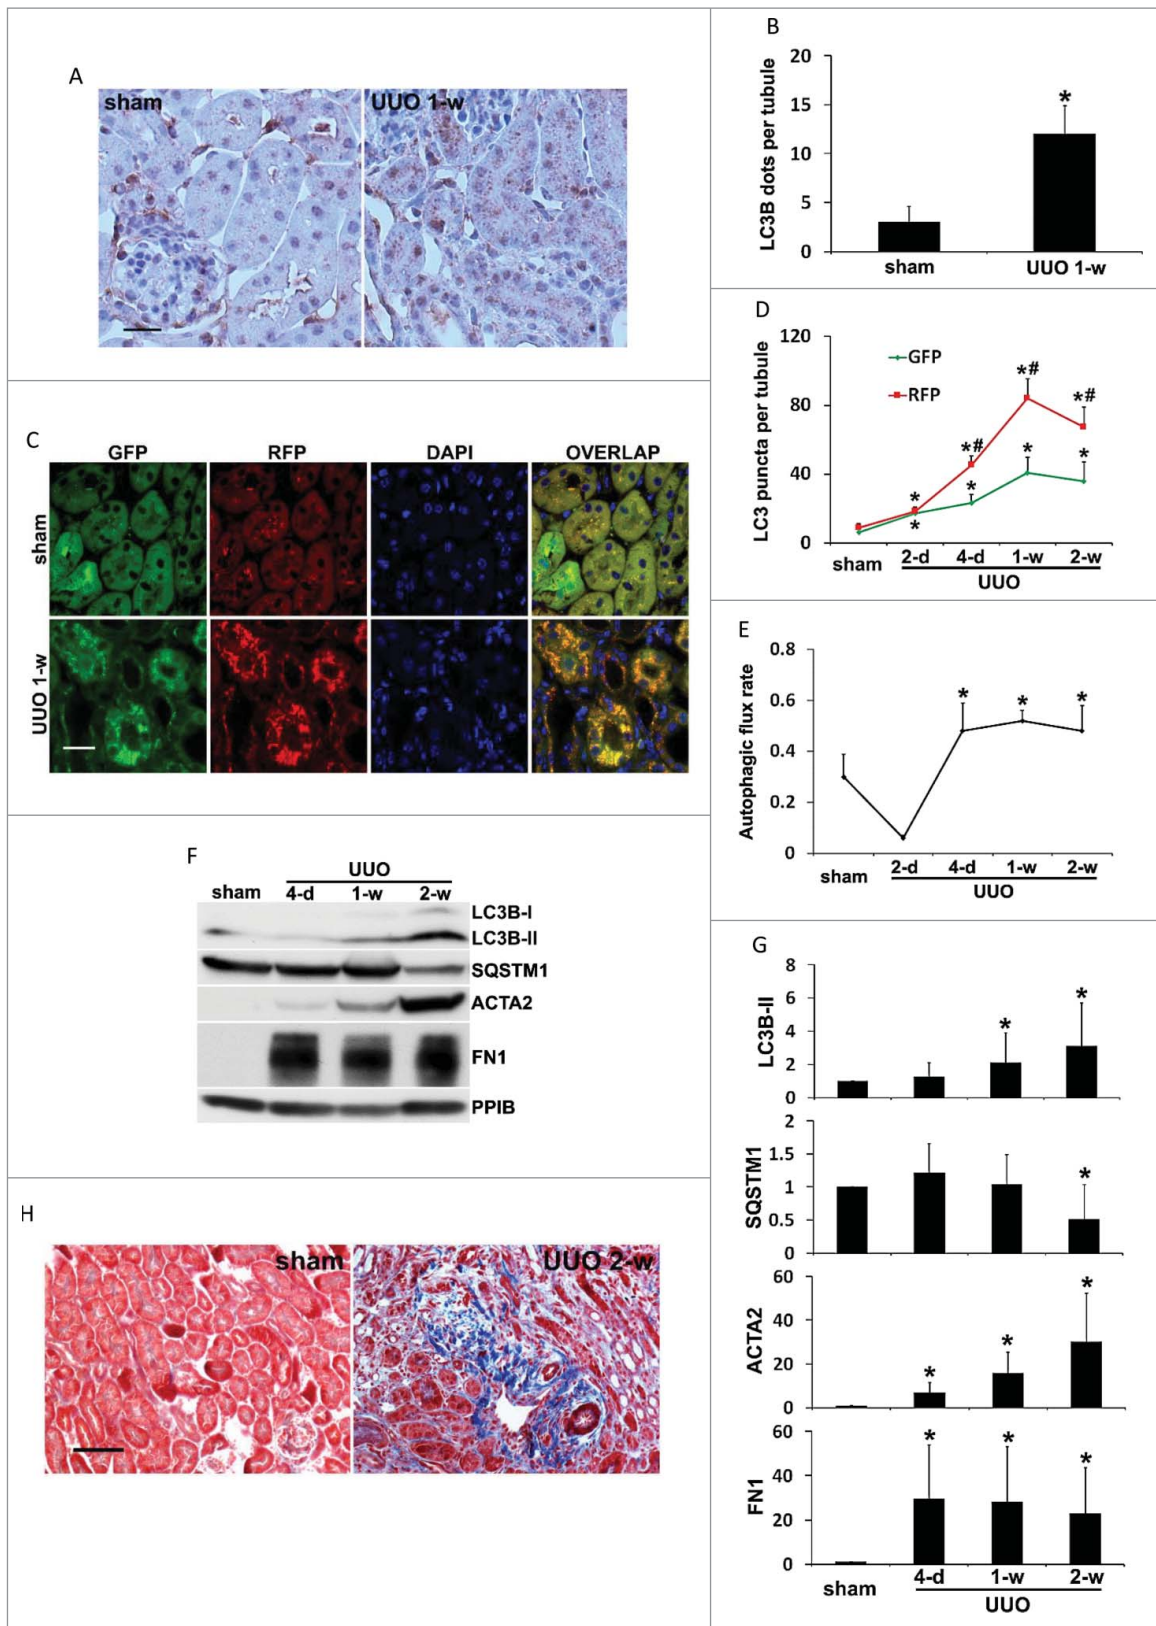 A
sham
UUO 1-w
B
LC3B dots per tubule
20
15
10
5
0
*
sham
UUO 1-w
C
GFP
RFP
DAPI
OVERLAP
sham
UUO 1-w
D
LC3 puncta per tubule
120
80
40
0
GFP
RFP
*
*
*#
*
*#
*
*#
*
sham
2-d
4-d
1-w
2-w
UUO
E
Autophagic flux rate
0.8
0.6
0.4
0.2
0
*
*
*
sham
2-d
4-d
1-w
2-w
UUO
F
UUO
sham
4-d
1-w
2-w
LC3B-I
LC3B-II
SQSTM1
ACTA2
FN1
PPIB
G
LC3B-II
8
6
4
2
0
*
*
SQSTM1
2
1.5
1
0.5
0
*
ACTA2
60
40
20
0
*
*
*
FN1
60
40
20
0
*
*
*
sham
4-d
1-w
2-w
UUO
H
sham
UUO 2-w